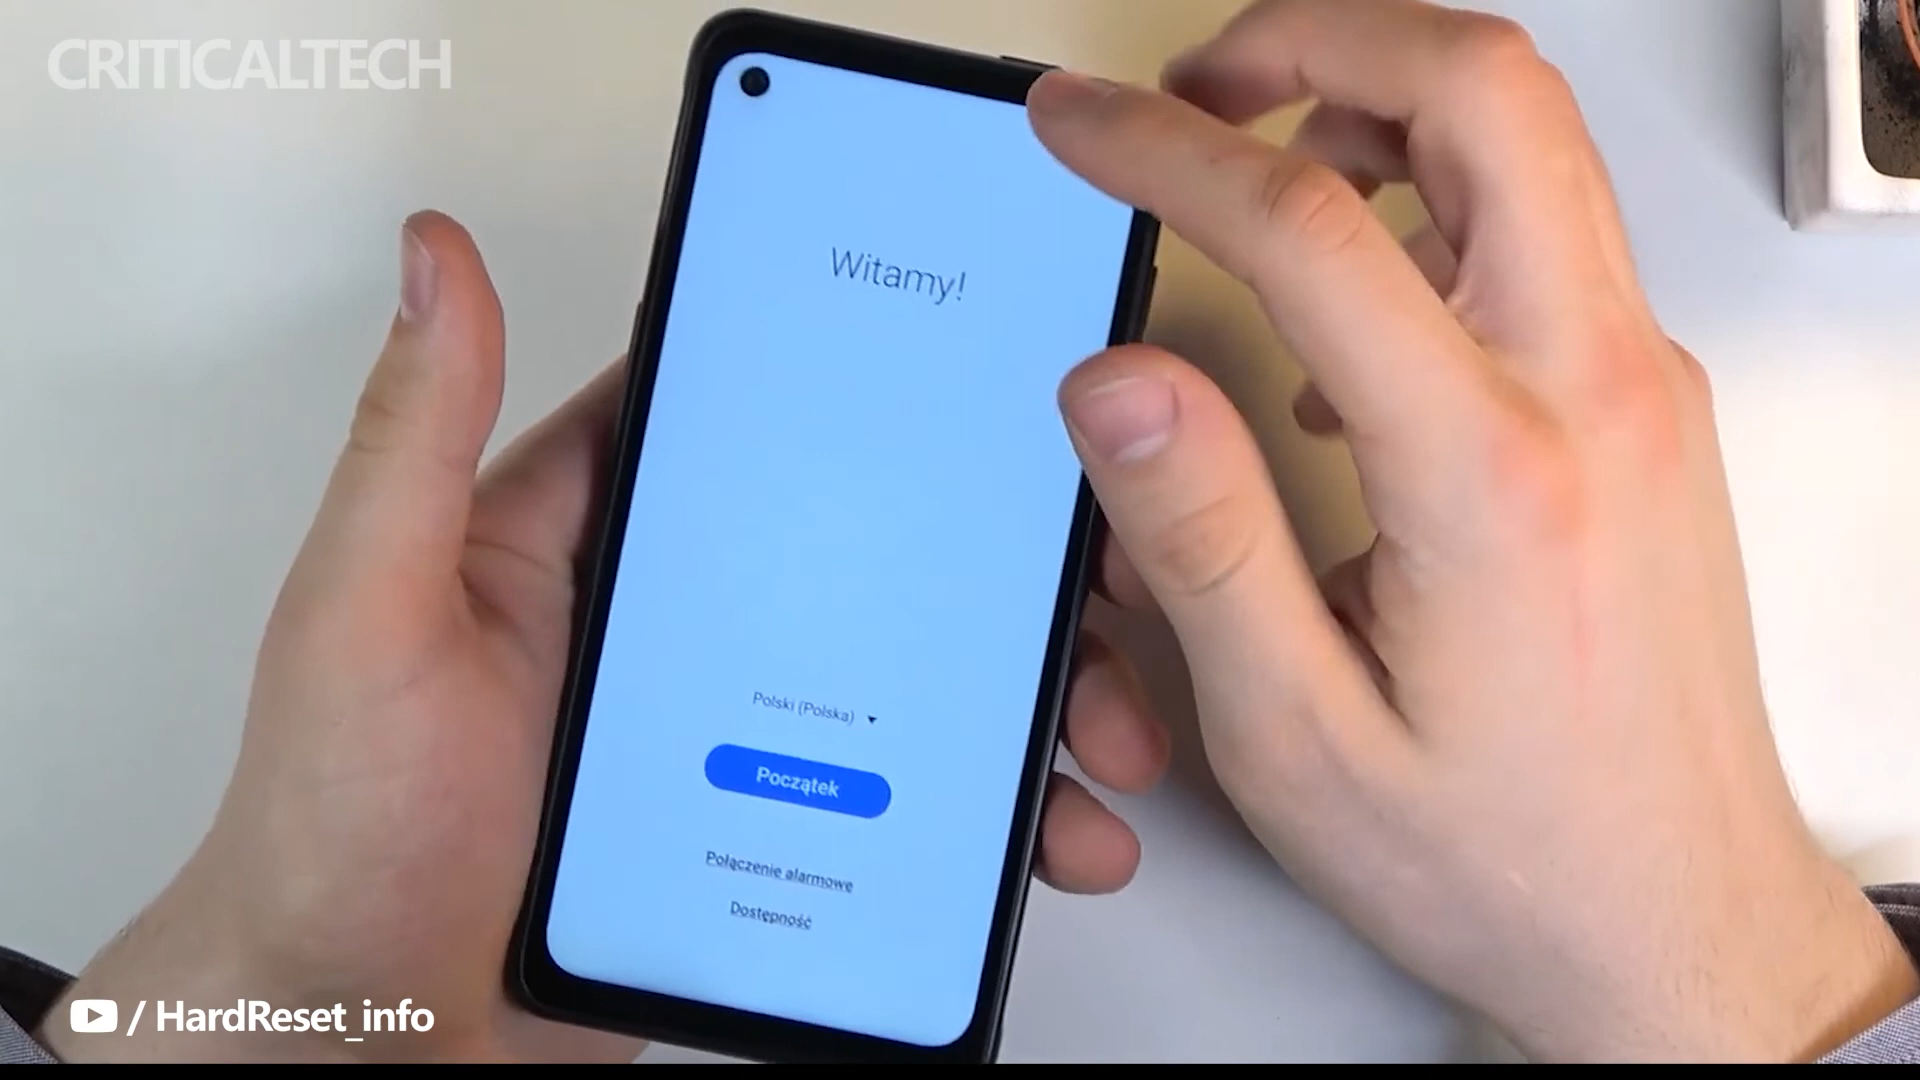 CRITICALTECH
Witamy!
Polski (Polska)
Początek
Połączenie alarmowe
Dostępność
/ HardReset_info